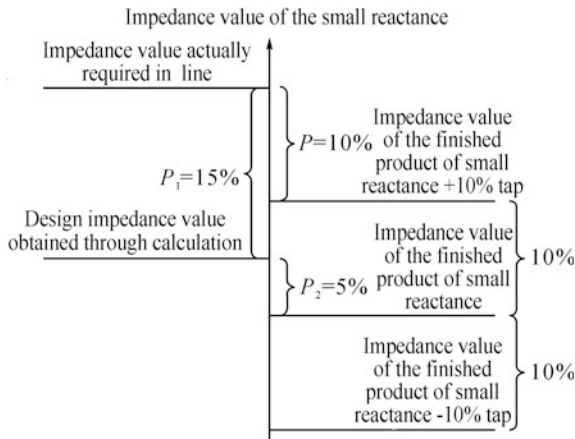 Impedance value of the small reactance
Impedance value actually
required in line
P=10%
Impedance value
of the finished
product of small
reactance +10% tap
P₁=15%
Design impedance value
obtained through calculation
P₂=5%
Impedance value
of the finished
product of small
reactance
10%
Impedance value
of the finished
product of small
reactance -10% tap
10%